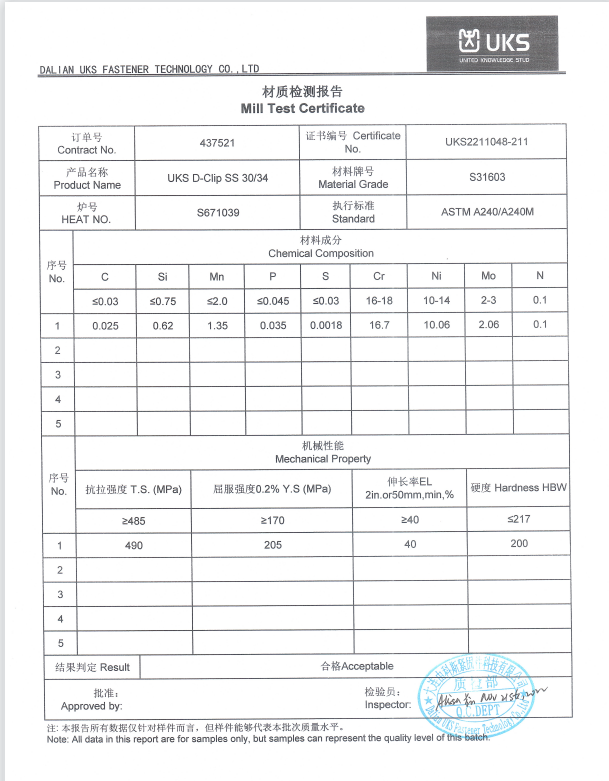 UKS
UNITED KNOWLEDGE STUD
DALIAN UKS FASTENER TECHNOLOGY CO.,LTD
材质检测报告
Mill Test Certificate
订单号 Contract No. 437521 证书编号 Certificate No. UKS2211048-211
产品名称 Product Name UKS D-Clip SS 30/34 材料牌号 Material Grade S31603
炉号 HEAT NO. S671039 执行标准 Standard ASTM A240/A240M
序号 No.
材料成分
Chemical Composition
C Si Mn P S Cr Ni Mo N
≤0.03 ≤0.75 ≤2.0 ≤0.045 ≤0.03 16-18 10-14 2-3 0.1
1 0.025 0.62 1.35 0.035 0.0018 16.7 10.06 2.06 0.1
2
3
4
5
序号 No.
机械性能
Mechanical Property
抗拉强度 T.S. (MPa) 屈服强度0.2% Y.S (MPa) 伸长率EL 2in.or50mm,min,% 硬度 Hardness HBW
≥485 ≥170 ≥40 ≤217
1 490 205 40 200
2
3
4
5
结果判定 Result 合格Acceptable
批准：
Approved by:
检验员：
Inspector:
质 部
Q.C.DEPT
Dalian UKS Fastener Technology Co.,Ltd
注: 本报告所有数据仅针对样件而言，但样件能够代表本批次质量水平。
Note: All data in this report are for samples only, but samples can represent the quality level of this batch.